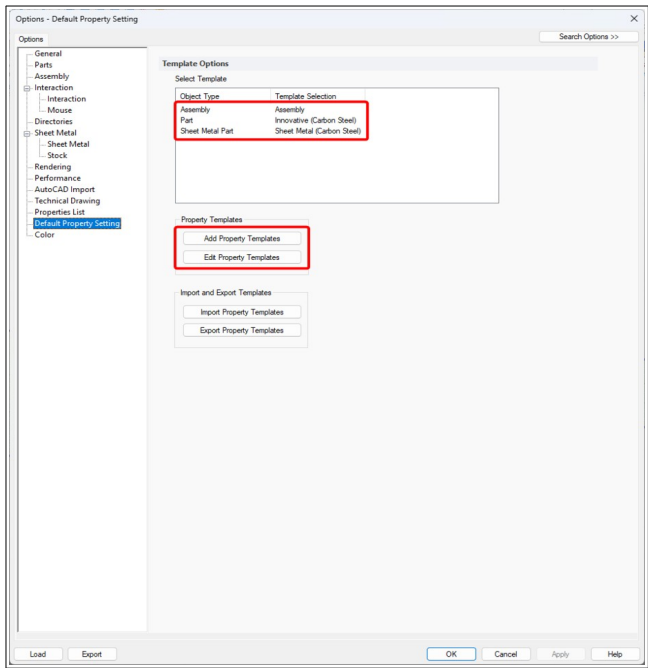 Options - Default Property Setting
Options
Search Options >>
General
Parts
Assembly
Interaction
Interaction
Mouse
Directories
Sheet Metal
Sheet Metal
Stock
Rendering
Performance
AutoCAD Import
Technical Drawing
Properties List
Default Property Setting
Color
Template Options
Select Template
Object Type Template Selection
Assembly Assembly
Part Innovative (Carbon Steel)
Sheet Metal Part Sheet Metal (Carbon Steel)
Property Templates
Add Property Templates
Edit Property Templates
Import and Export Templates
Import Property Templates
Export Property Templates
Load Export OK Cancel Apply Help